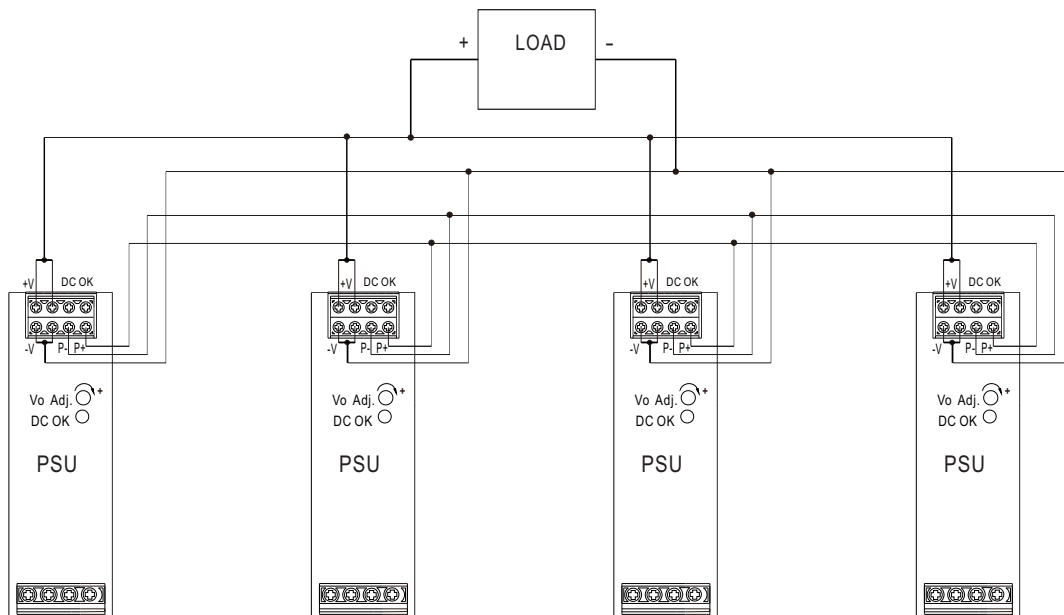 + LOAD -
+V DC OK +V DC OK +V DC OK +V DC OK
-V P- P+ -V P- P+ -V P- P+ -V P- P+
Vo Adj. + Vo Adj. + Vo Adj. + Vo Adj. +
DC OK DC OK DC OK DC OK
PSU PSU PSU PSU